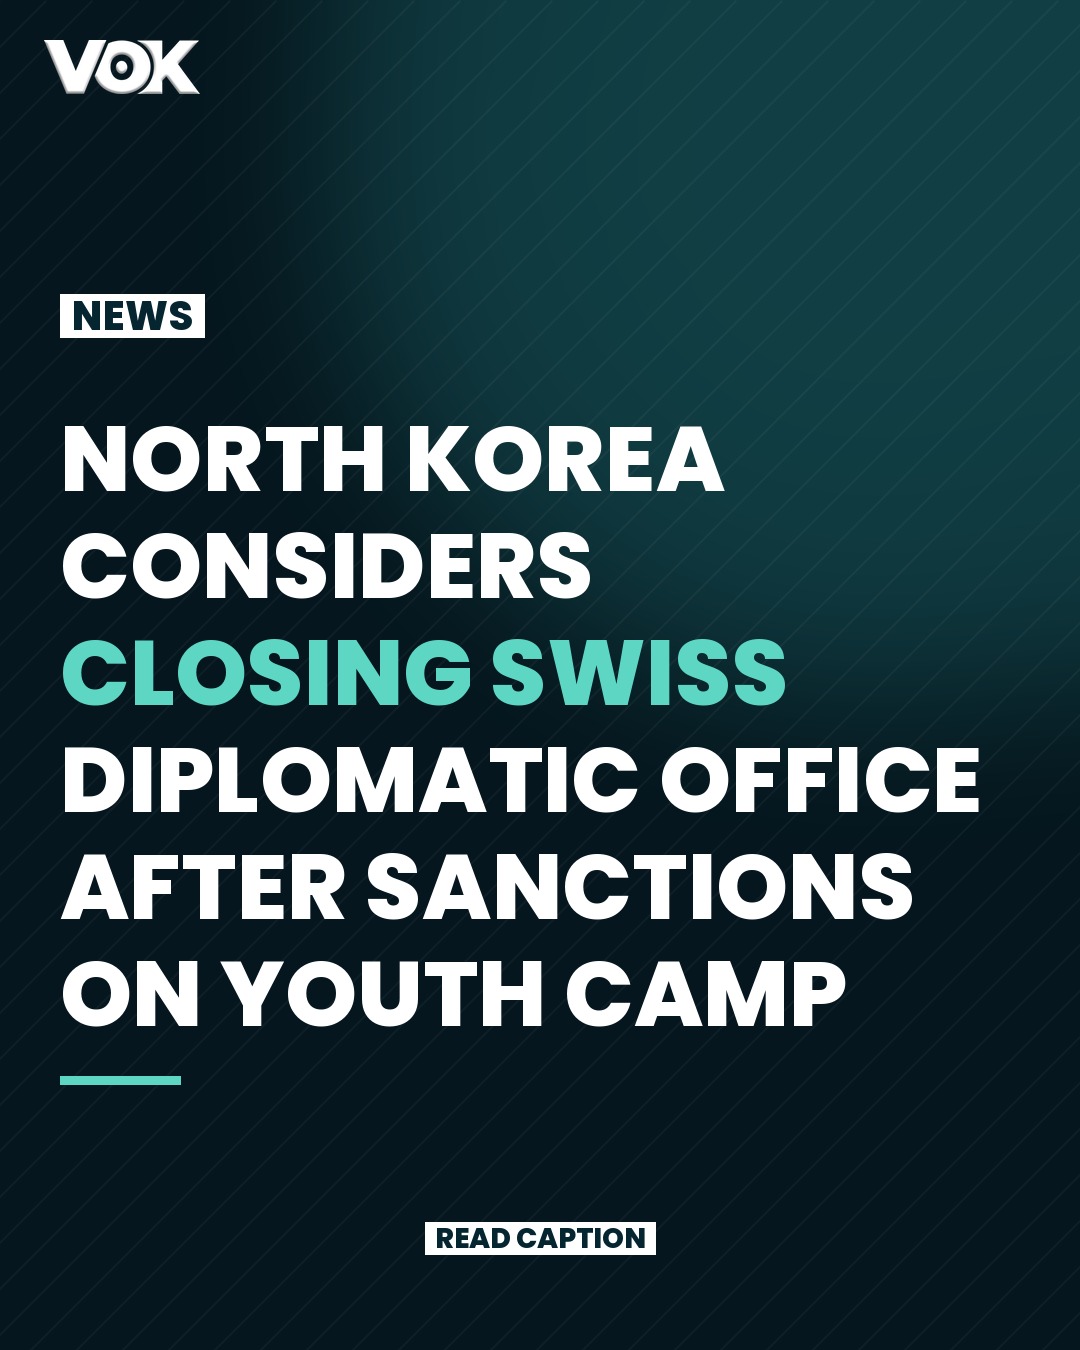 VOK
NEWS
NORTH KOREA
CONSIDERS
CLOSING SWISS
DIPLOMATIC OFFICE
AFTER SANCTIONS
ON YOUTH CAMP
READ CAPTION